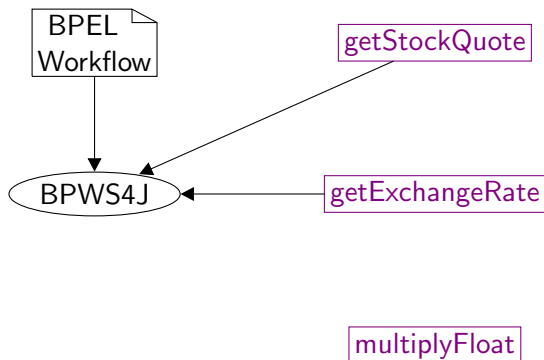 BPEL
Workflow
getStockQuote
BPWS4J
getExchangeRate
multiplyFloat